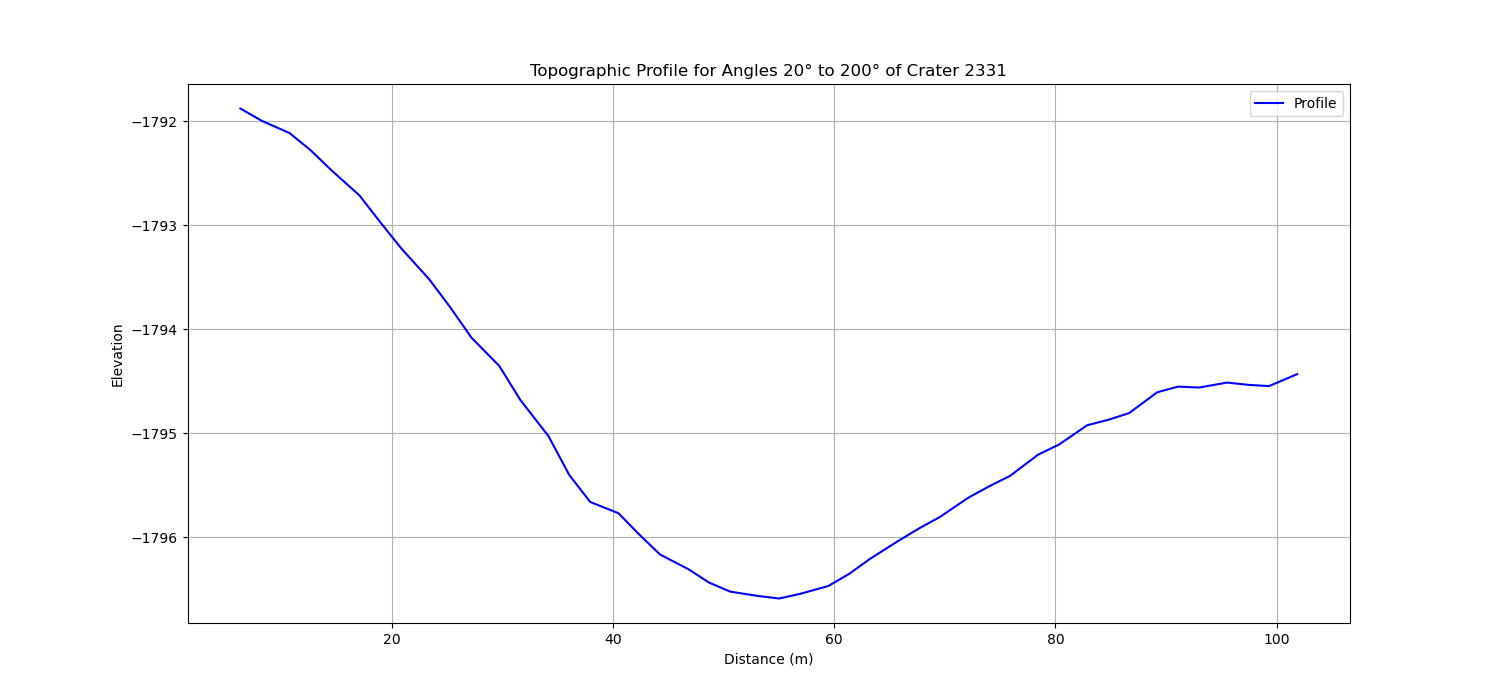 Topographic Profile for Angles 20° to 200° of Crater 2331
Profile
−1792
−1793
−1794
−1795
−1796
Elevation
20
40
60
80
100
Distance (m)